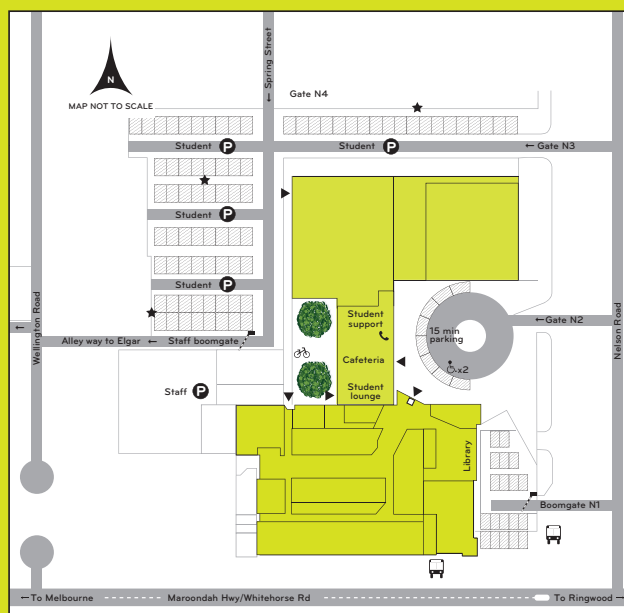 Spring Street
←
N
Gate N4
MAP NOT TO SCALE
Student P
Student P
← Gate N3
Student P
Student P
Wellington Road
Nelson Road
←
Alley way to Elgar ← Staff boomgate
Student
support
15 min
parking
← Gate N2
Cafeteria
x2
Staff P
Student
lounge
Library
Boomgate N1
← To Melbourne
Maroondah Hwy/Whitehorse Rd
To Ringwood →